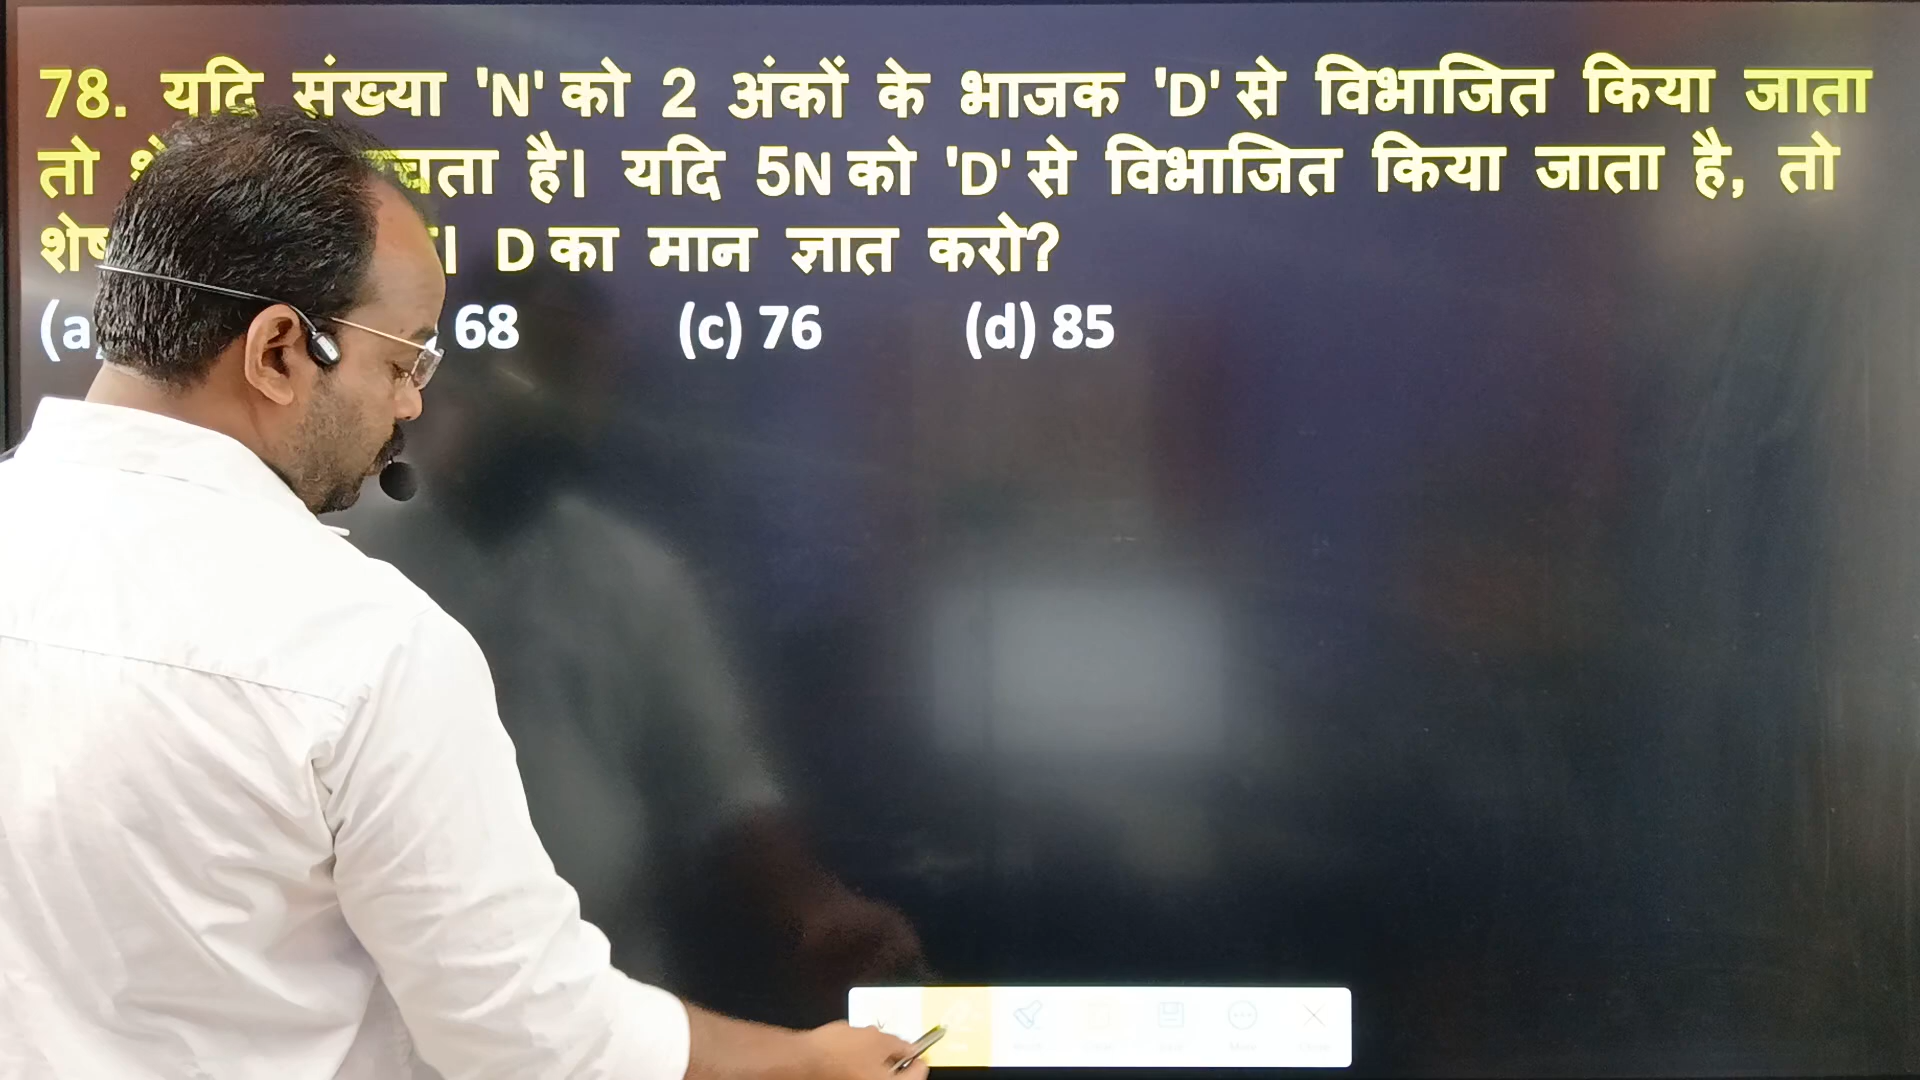 78. यदि संख्या 'N' को 2 अंकों के भाजक 'D' से विभाजित किया जाता
तो है। यदि 5N को 'D' से विभाजित किया जाता है, तो
D का मान ज्ञात करो?
68 (c) 76 (d) 85